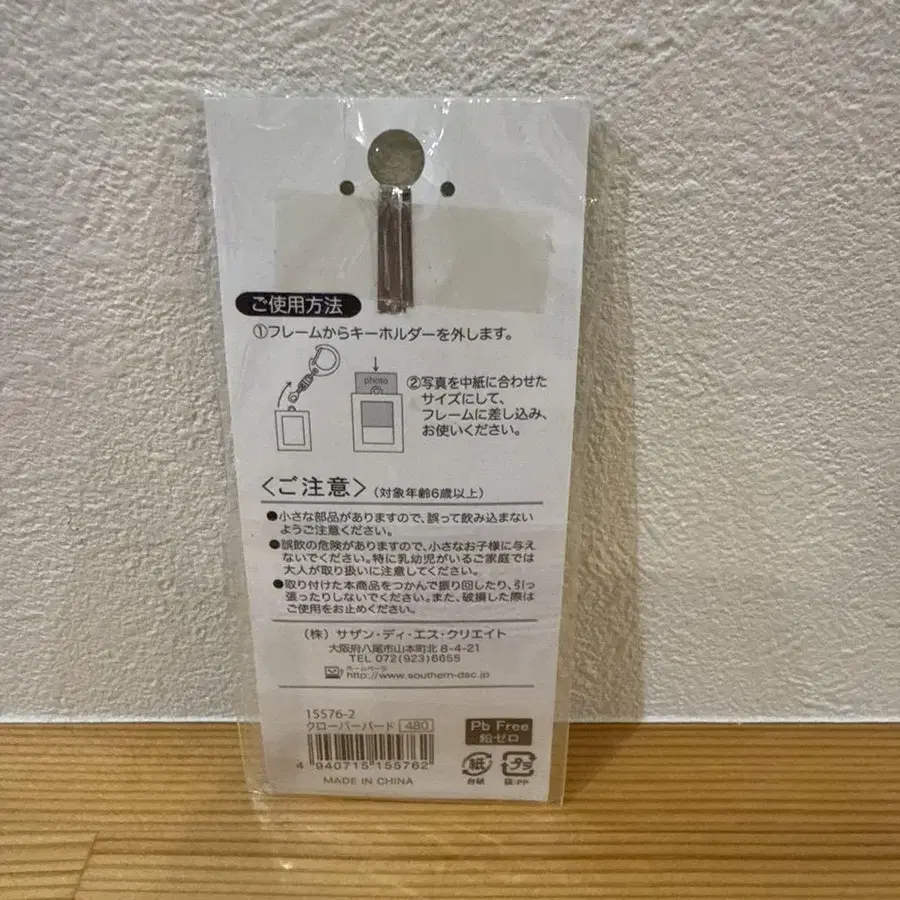 ご使用方法
①フレームからキーホルダーを外します。
photo
②写真を中紙に合わせた
サイズにして、
フレームに差し込み、
お使いください。
〈ご注意〉(対象年齢6歳以上)
●小さな部品がありますので、誤って飲み込まない
ようご注意ください。
●誤飲の危険がありますので、小さなお子様に与え
ないでください。特に乳幼児がいるご家庭では
大人が取り扱いに注意してください。
●取り付けた本商品をつかんで振り回したり、引っ
張ったりしないでください。また、破損した際は
ご使用をお止めください。
(株) サザン・ディ・エス・クリエイト
大阪府八尾市山本町北 8-4-21
TEL 072(923)6655
ホームページ
http://www.southern-dsc.jp
15576-2
クローバーバード 480
4 940715 155762
MADE IN CHINA
Pb Free
鉛ゼロ
紙
台紙
プラ
袋:PP